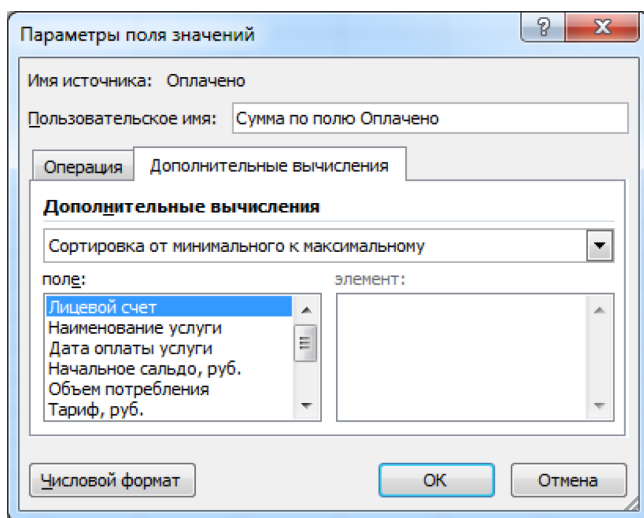 Параметры поля значений
Имя источника: Оплачено
Пользовательское имя: Сумма по полю Оплачено
Операция Дополнительные вычисления
Дополнительные вычисления
Сортировка от минимального к максимальному
поле: элемент:
Лицевой счет
Наименование услуги
Дата оплаты услуги
Начальное сальдо, руб.
Объем потребления
Тариф, руб.
Числовой формат ОК Отмена